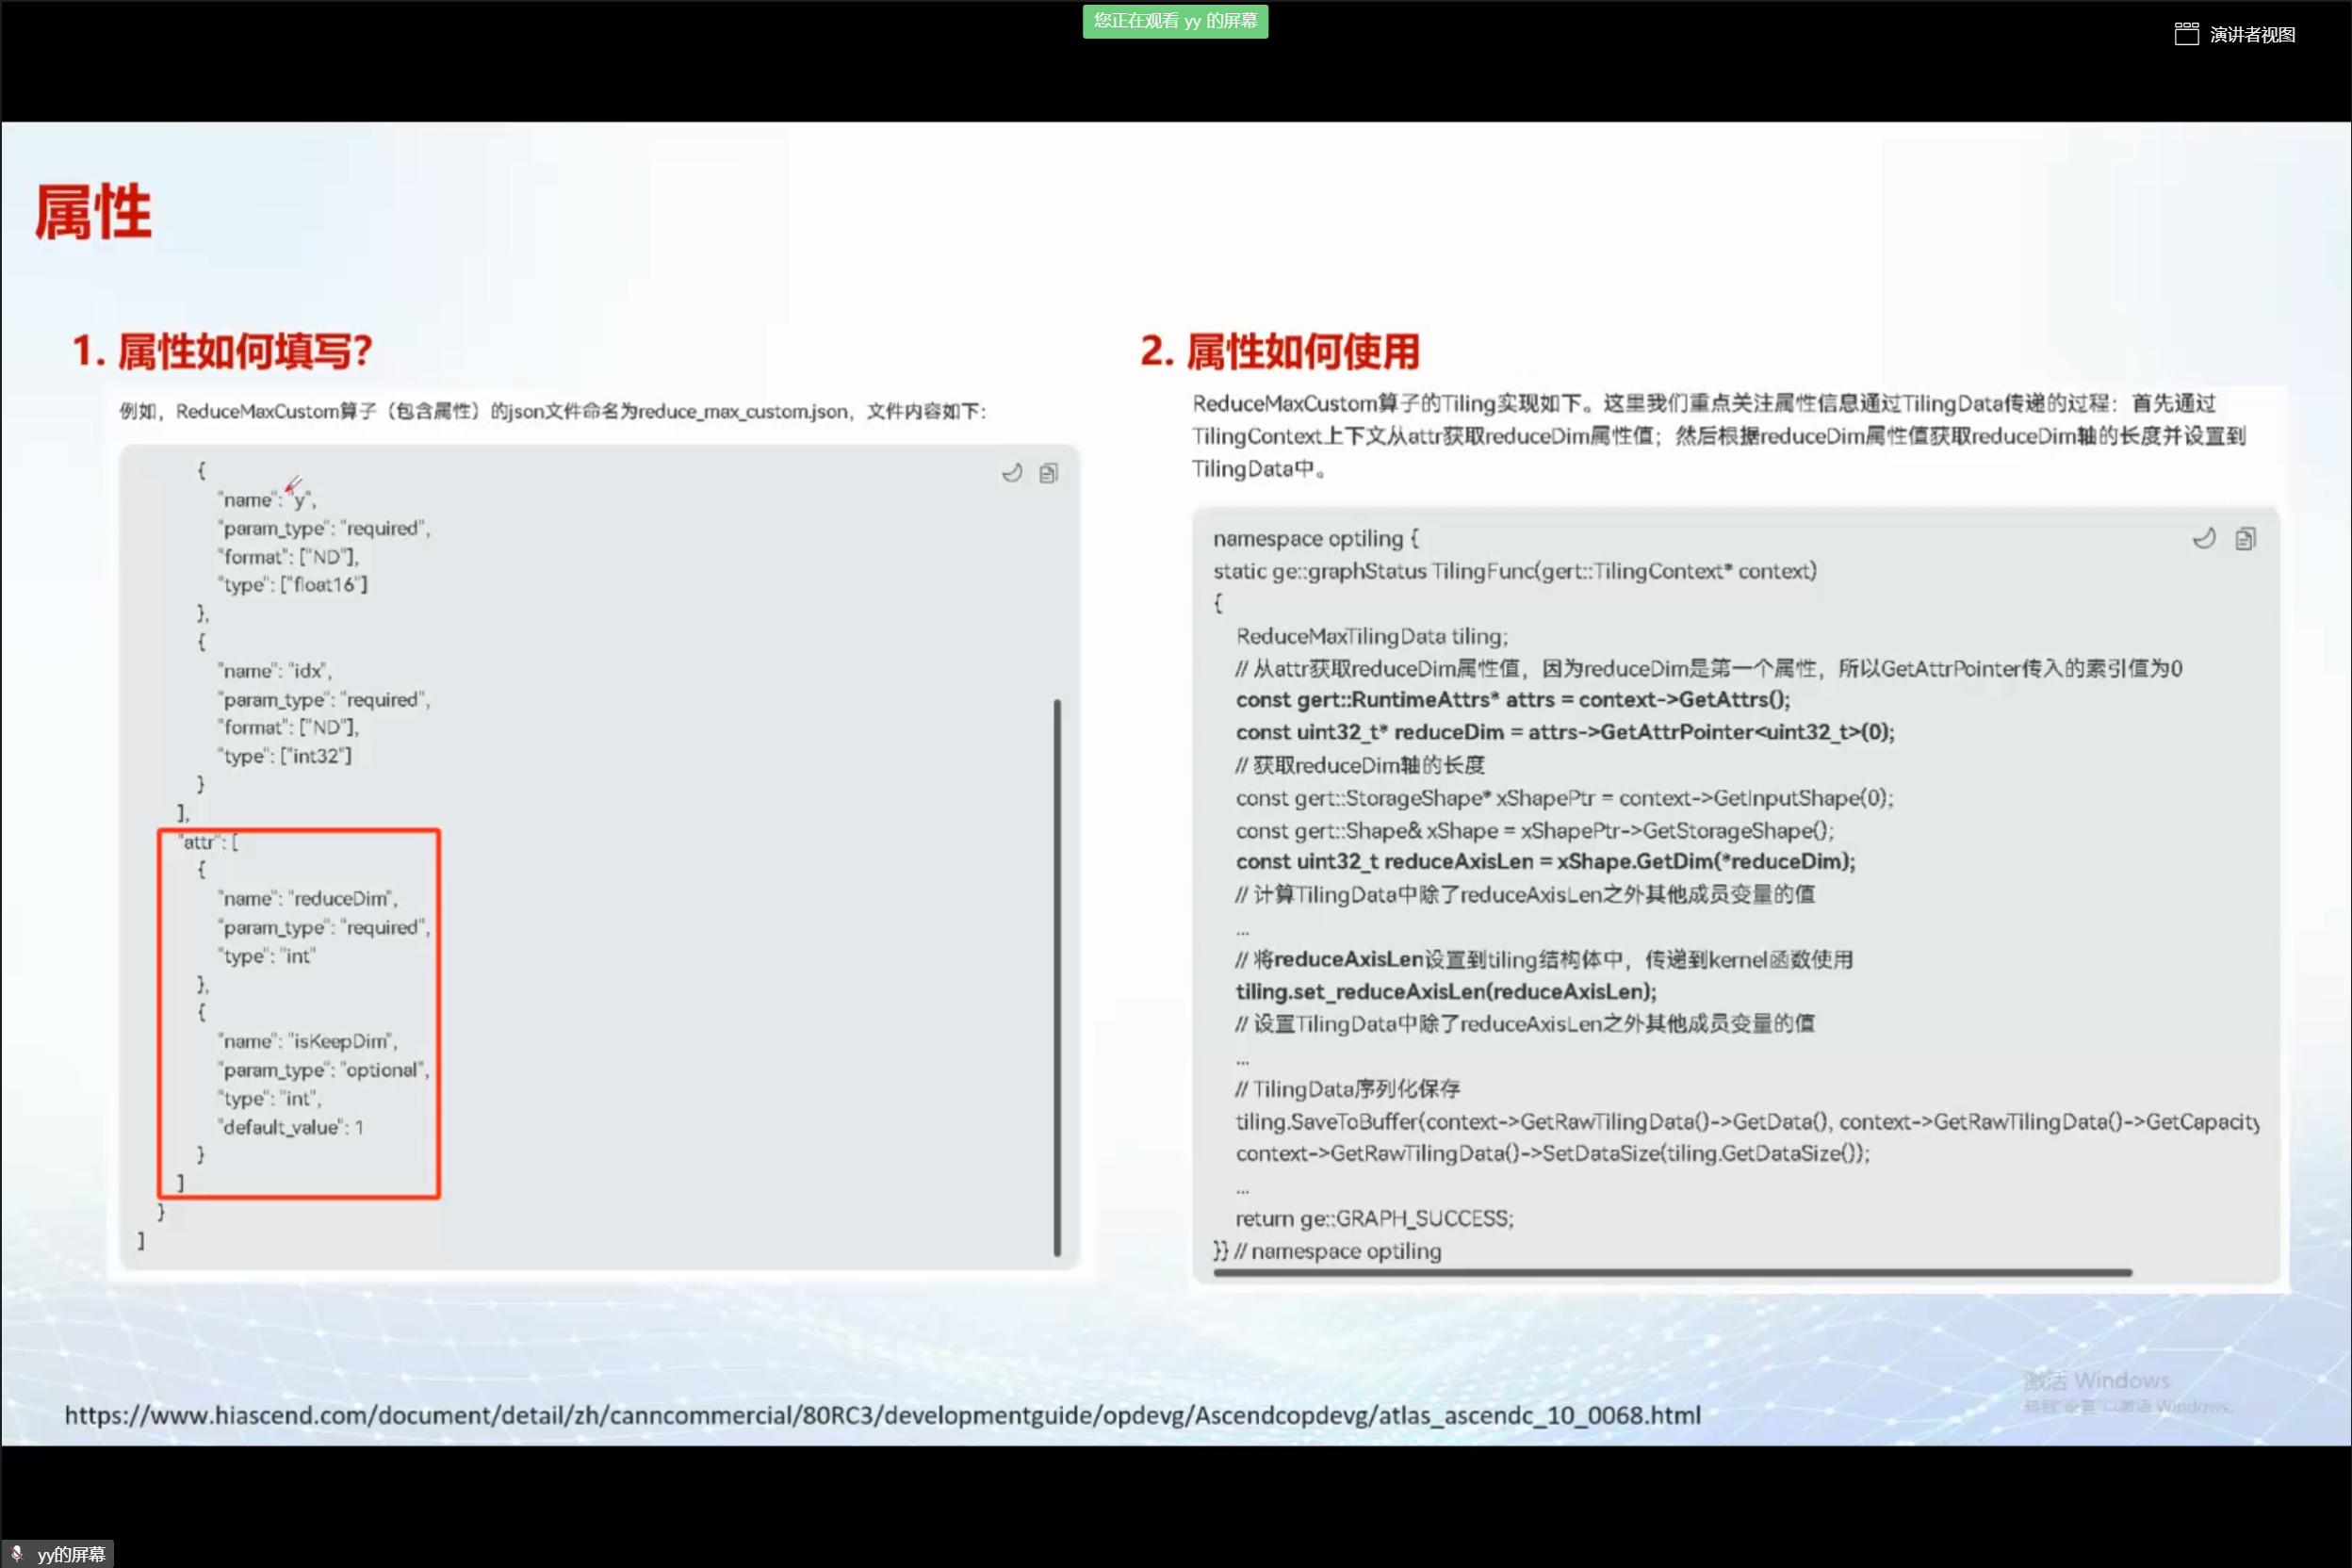 您正在观看 yy 的屏幕
演讲者视图
属性
1. 属性如何填写?
例如，ReduceMaxCustom算子（包含属性）的json文件命名为reduce_max_custom.json，文件内容如下:
{
"name": "y",
"param_type": "required",
"format": ["ND"],
"type": ["float16"]
},
{
"name": "idx",
"param_type": "required",
"format": ["ND"],
"type": ["int32"]
}
],
"attr": [
{
"name": "reduceDim",
"param_type": "required",
"type": "int"
},
{
"name": "isKeepDim",
"param_type": "optional",
"type": "int",
"default_value": 1
}
]
}
]
2. 属性如何使用
ReduceMaxCustom算子的Tiling实现如下。这里我们重点关注属性信息通过TilingData传递的过程：首先通过
TilingContext上下文从attr获取reduceDim属性值；然后根据reduceDim属性值获取reduceDim轴的长度并设置到
TilingData中。
namespace optiling {
static ge::graphStatus TilingFunc(gert::TilingContext* context)
{
ReduceMaxTilingData tiling;
// 从attr获取reduceDim属性值，因为reduceDim是第一个属性，所以GetAttrPointer传入的索引值为0
const gert::RuntimeAttrs* attrs = context->GetAttrs();
const uint32_t* reduceDim = attrs->GetAttrPointer<uint32_t>(0);
// 获取reduceDim轴的长度
const gert::StorageShape* xShapePtr = context->GetInputShape(0);
const gert::Shape& xShape = xShapePtr->GetStorageShape();
const uint32_t reduceAxisLen = xShape.GetDim(*reduceDim);
// 计算TilingData中除了reduceAxisLen之外其他成员变量的值
...
// 将reduceAxisLen设置到tiling结构体中，传递到kernel函数使用
tiling.set_reduceAxisLen(reduceAxisLen);
// 设置TilingData中除了reduceAxisLen之外其他成员变量的值
...
// TilingData序列化保存
tiling.SaveToBuffer(context->GetRawTilingData()->GetData(), context->GetRawTilingData()->GetCapacity
context->GetRawTilingData()->SetDataSize(tiling.GetDataSize());
...
return ge::GRAPH_SUCCESS;
}} // namespace optiling
激活 Windows
转到"设置"以激活 Windows。
https://www.hiascend.com/document/detail/zh/canncommercial/80RC3/developmentguide/opdevg/Ascendcopdevg/atlas_ascendc_10_0068.html
yy的屏幕